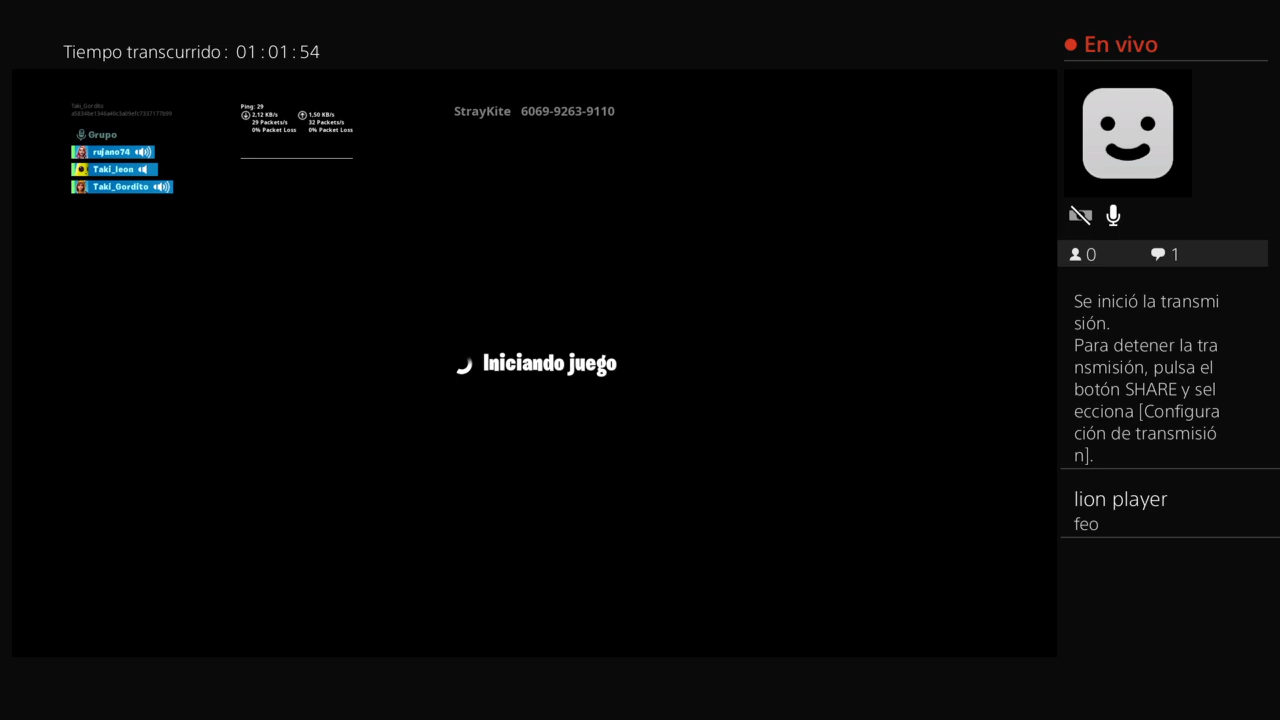 Tiempo transcurrido : 01 : 01 : 54
En vivo
Taki_Gordito
Ping: 29
2,12 KB/s
29 Packets/s
0% Packet Loss
1,50 KB/s
32 Packets/s
0% Packet Loss
StrayKite 6069-9263-9110
Grupo
rujano74
Taki_leon
Taki_Gordito
Iniciando juego
0
1
Se inició la transmi
sión.
Para detener la tra
nsmisión, pulsa el
botón SHARE y sel
ecciona [Configura
ción de transmisió
n].
lion player
feo